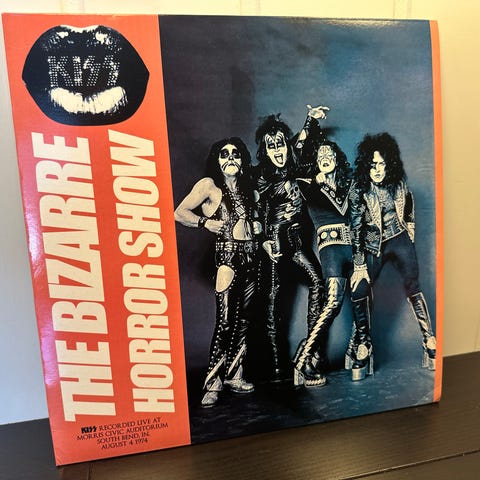 KISS
THE BIZARRE
HORROR SHOW
KISS RECORDED LIVE AT
MORRIS CIVIC AUDITORIUM
SOUTH BEND, IN.
AUGUST 4 1974